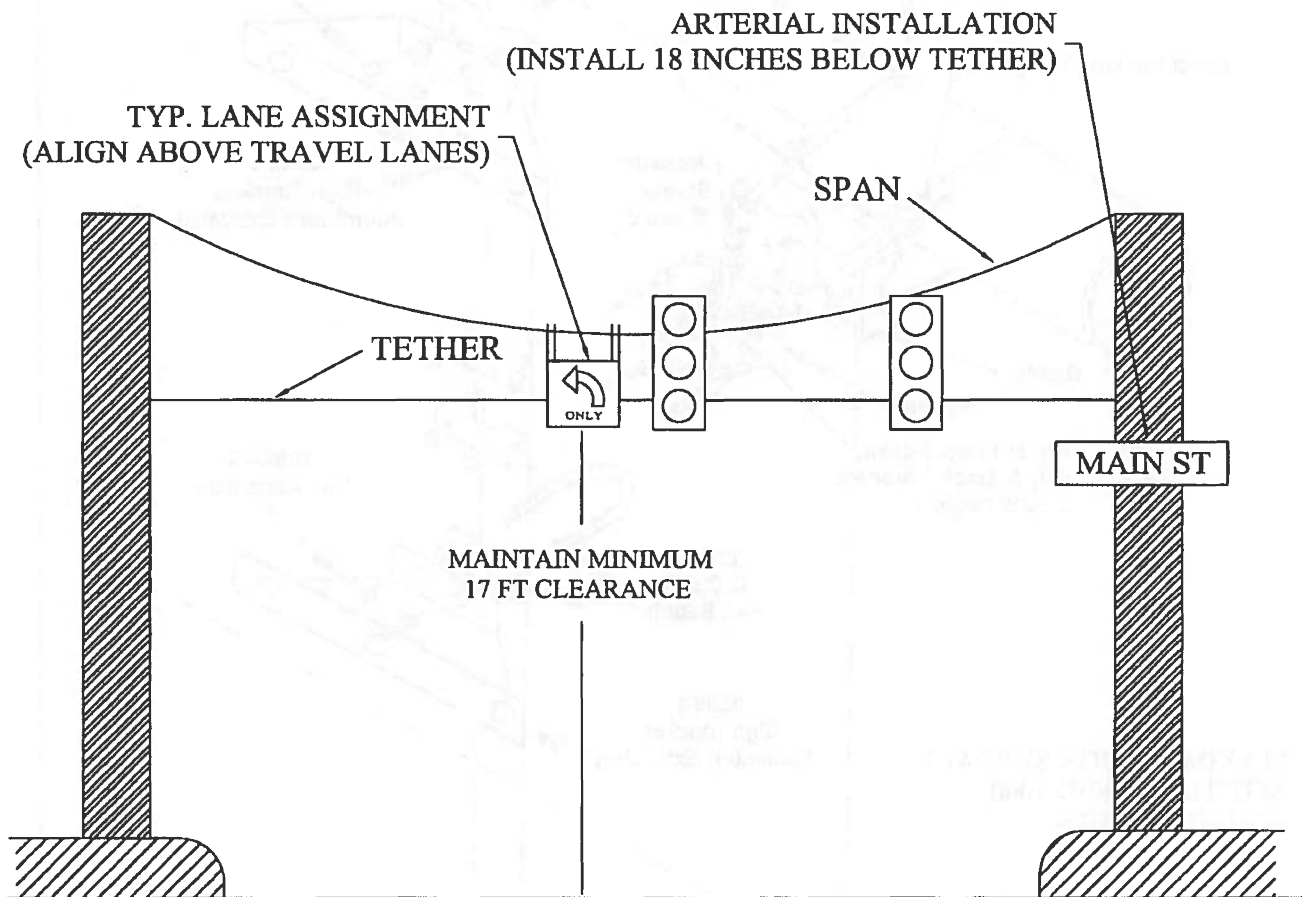 ARTERIAL INSTALLATION
(INSTALL 18 INCHES BELOW TETHER)
TYP. LANE ASSIGNMENT
(ALIGN ABOVE TRAVEL LANES)
SPAN
TETHER
ONLY
MAIN ST
MAINTAIN MINIMUM
17 FT CLEARANCE